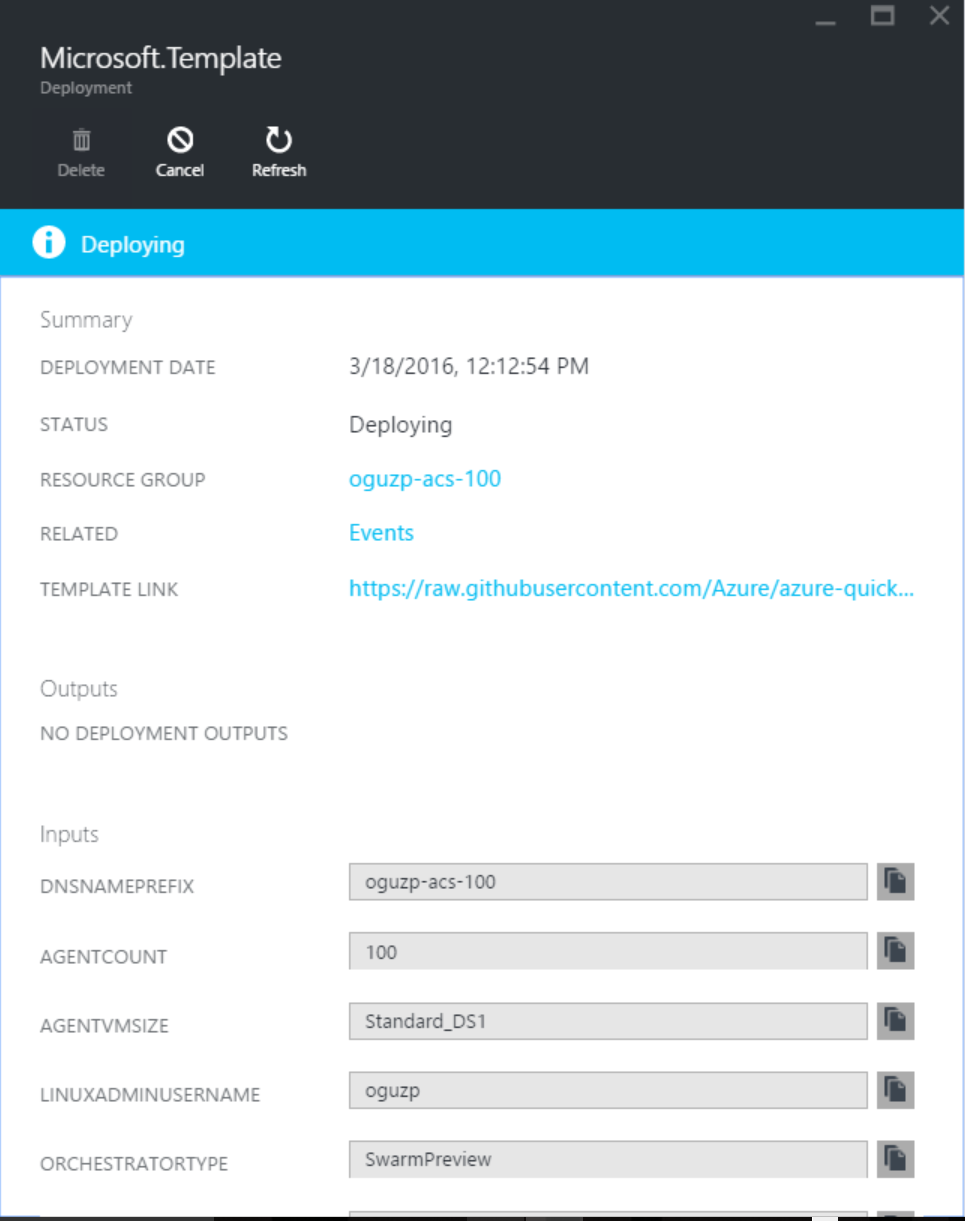 Microsoft.Template
Deployment
Delete Cancel Refresh
Deploying
Summary
DEPLOYMENT DATE 3/18/2016, 12:12:54 PM
STATUS Deploying
RESOURCE GROUP oguzp-acs-100
RELATED Events
TEMPLATE LINK https://raw.githubusercontent.com/Azure/azure-quick...
Outputs
NO DEPLOYMENT OUTPUTS
Inputs
DNSNAMEPREFIX oguzp-acs-100
AGENTCOUNT 100
AGENTVMSIZE Standard_DS1
LINUXADMINUSERNAME oguzp
ORCHESTRATORTYPE SwarmPreview